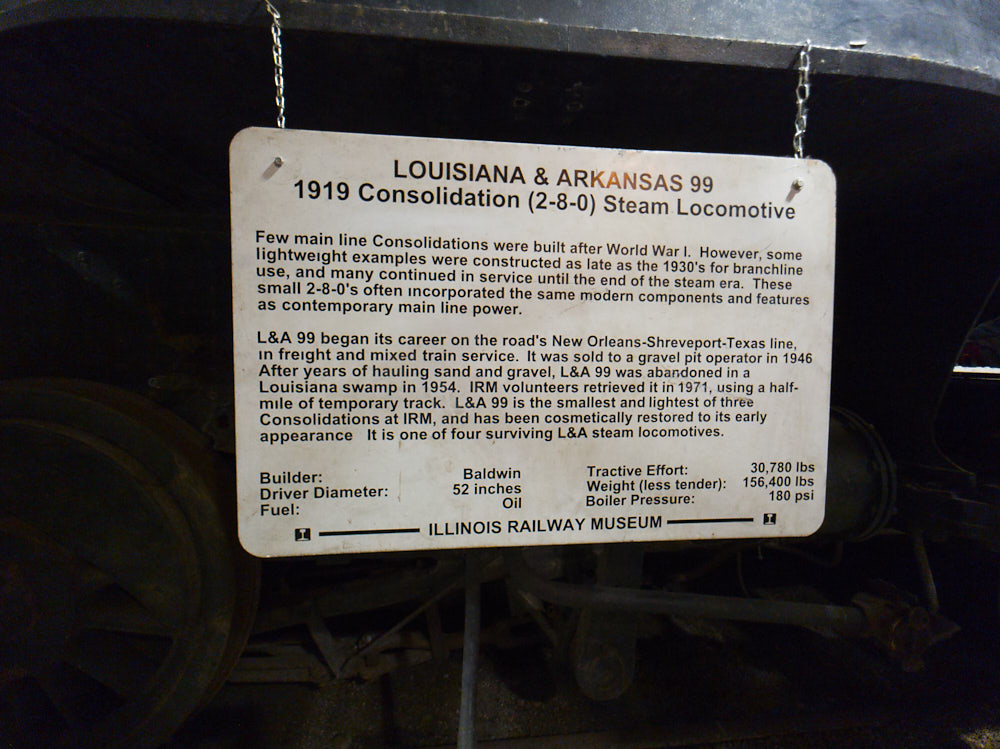 LOUISIANA & ARKANSAS 99
1919 Consolidation (2-8-0) Steam Locomotive
Few main line Consolidations were built after World War I. However, some
lightweight examples were constructed as late as the 1930's for branchline
use, and many continued in service until the end of the steam era. These
small 2-8-0's often incorporated the same modern components and features
as contemporary main line power.
L&A 99 began its career on the road's New Orleans-Shreveport-Texas line,
in freight and mixed train service. It was sold to a gravel pit operator in 1946
After years of hauling sand and gravel, L&A 99 was abandoned in a
Louisiana swamp in 1954. IRM volunteers retrieved it in 1971, using a half-
mile of temporary track. L&A 99 is the smallest and lightest of three
Consolidations at IRM, and has been cosmetically restored to its early
appearance It is one of four surviving L&A steam locomotives.
Builder: Baldwin Tractive Effort: 30,780 lbs
Driver Diameter: 52 inches Weight (less tender): 156,400 lbs
Fuel: Oil Boiler Pressure: 180 psi
I ILLINOIS RAILWAY MUSEUM I